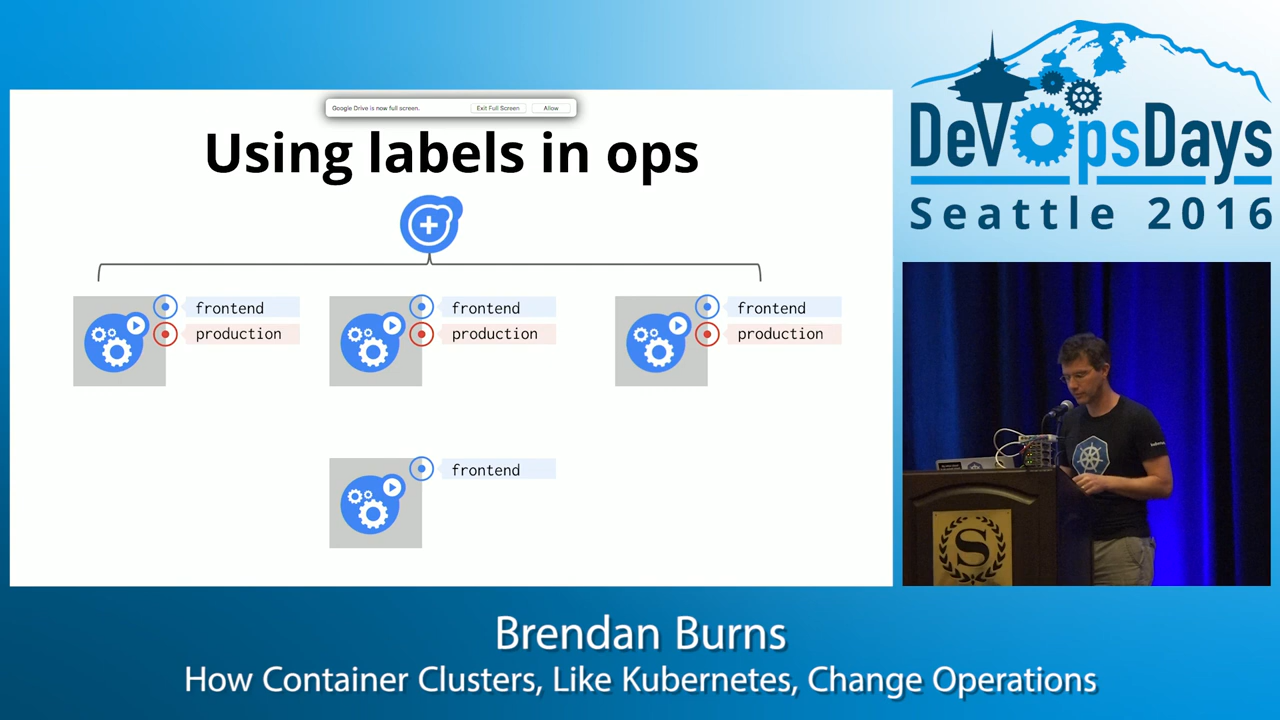 Google Drive is now full screen.
Exit Full Screen
Allow
Using labels in ops
frontend
production
frontend
production
frontend
production
frontend
DevOpsDays
Seattle 2016
S
Brendan Burns
How Container Clusters, Like Kubernetes, Change Operations